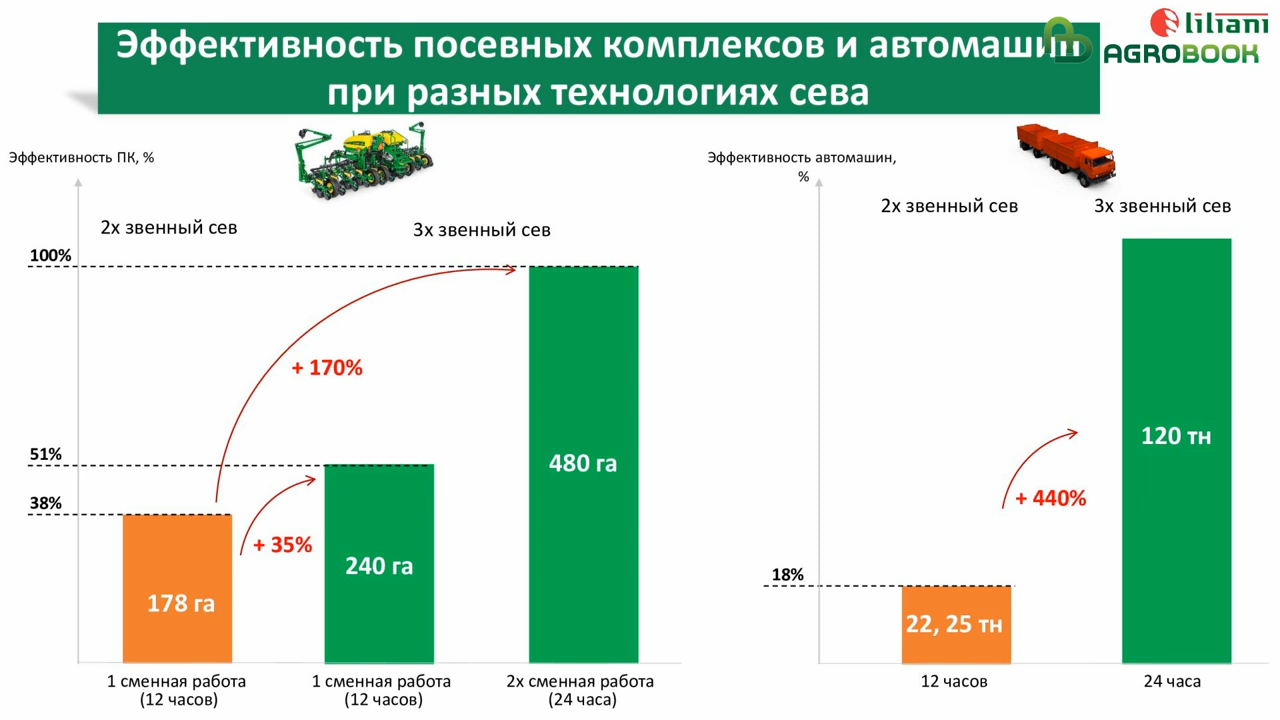 Эффективность посевных комплексов и автомашин
при разных технологиях сева
liliani
AGROBOOK
Эффективность ПК, %
2х звенный сев
3х звенный сев
100%
+ 170%
51%
480 га
38%
+ 35%
240 га
178 га
1 сменная работа
(12 часов)
1 сменная работа
(12 часов)
2х сменная работа
(24 часа)
Эффективность автомашин,
%
2х звенный сев
3х звенный сев
120 тн
+ 440%
18%
22, 25 тн
12 часов
24 часа